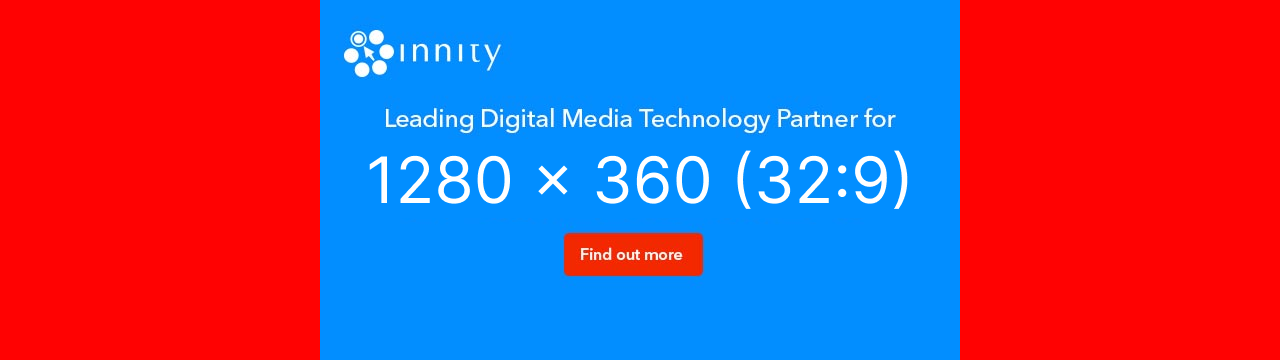 innity
Leading Digital Media Technology Partner for
1280 × 360 (32:9)
Find out more